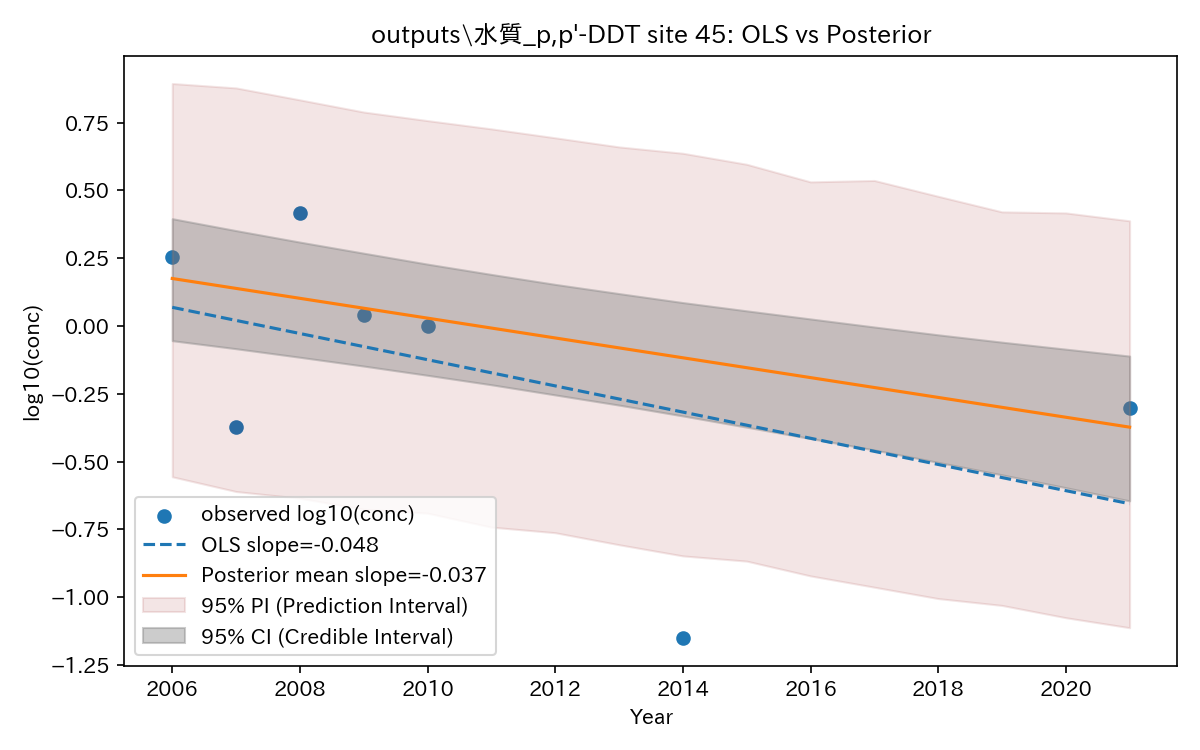 outputs\水質_p,p'-DDT site 45: OLS vs Posterior
log10(conc)
0.75
0.50
0.25
0.00
−0.25
−0.50
−0.75
−1.00
−1.25
observed log10(conc)
OLS slope=-0.048
Posterior mean slope=-0.037
95% PI (Prediction Interval)
95% CI (Credible Interval)
2006 2008 2010 2012 2014 2016 2018 2020
Year